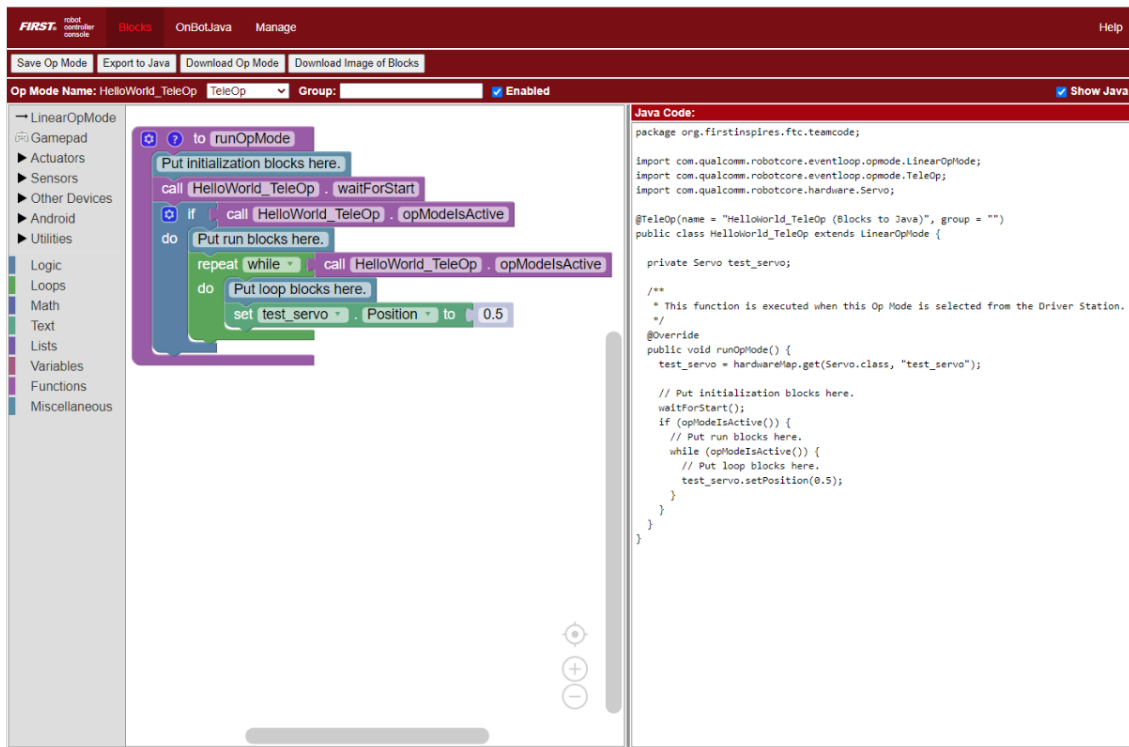 FIRST. robot controller console Blocks OnBotJava Manage Help
Save Op Mode Export to Java Download Op Mode Download Image of Blocks
Op Mode Name: HelloWorld_TeleOp TeleOp Group: Enabled Show Java
LinearOpMode
Gamepad
Actuators
Sensors
Other Devices
Android
Utilities
Logic
Loops
Math
Text
Lists
Variables
Functions
Miscellaneous
? to runOpMode
Put initialization blocks here.
call HelloWorld_TeleOp . waitForStart
if call HelloWorld_TeleOp . opModeIsActive
do Put run blocks here.
repeat while call HelloWorld_TeleOp . opModeIsActive
do Put loop blocks here.
set test_servo . Position to 0.5
Java Code:
package org.firstinspires.ftc.teamcode;
import com.qualcomm.robotcore.eventloop.opmode.LinearOpMode;
import com.qualcomm.robotcore.eventloop.opmode.TeleOp;
import com.qualcomm.robotcore.hardware.Servo;
@TeleOp(name = "HelloWorld_TeleOp (Blocks to Java)", group = "")
public class HelloWorld_TeleOp extends LinearOpMode {
private Servo test_servo;
/**
* This function is executed when this Op Mode is selected from the Driver Station.
*/
@Override
public void runOpMode() {
test_servo = hardwareMap.get(Servo.class, "test_servo");
// Put initialization blocks here.
waitForStart();
if (opModeIsActive()) {
// Put run blocks here.
while (opModeIsActive()) {
// Put loop blocks here.
test_servo.setPosition(0.5);
}
}
}
}